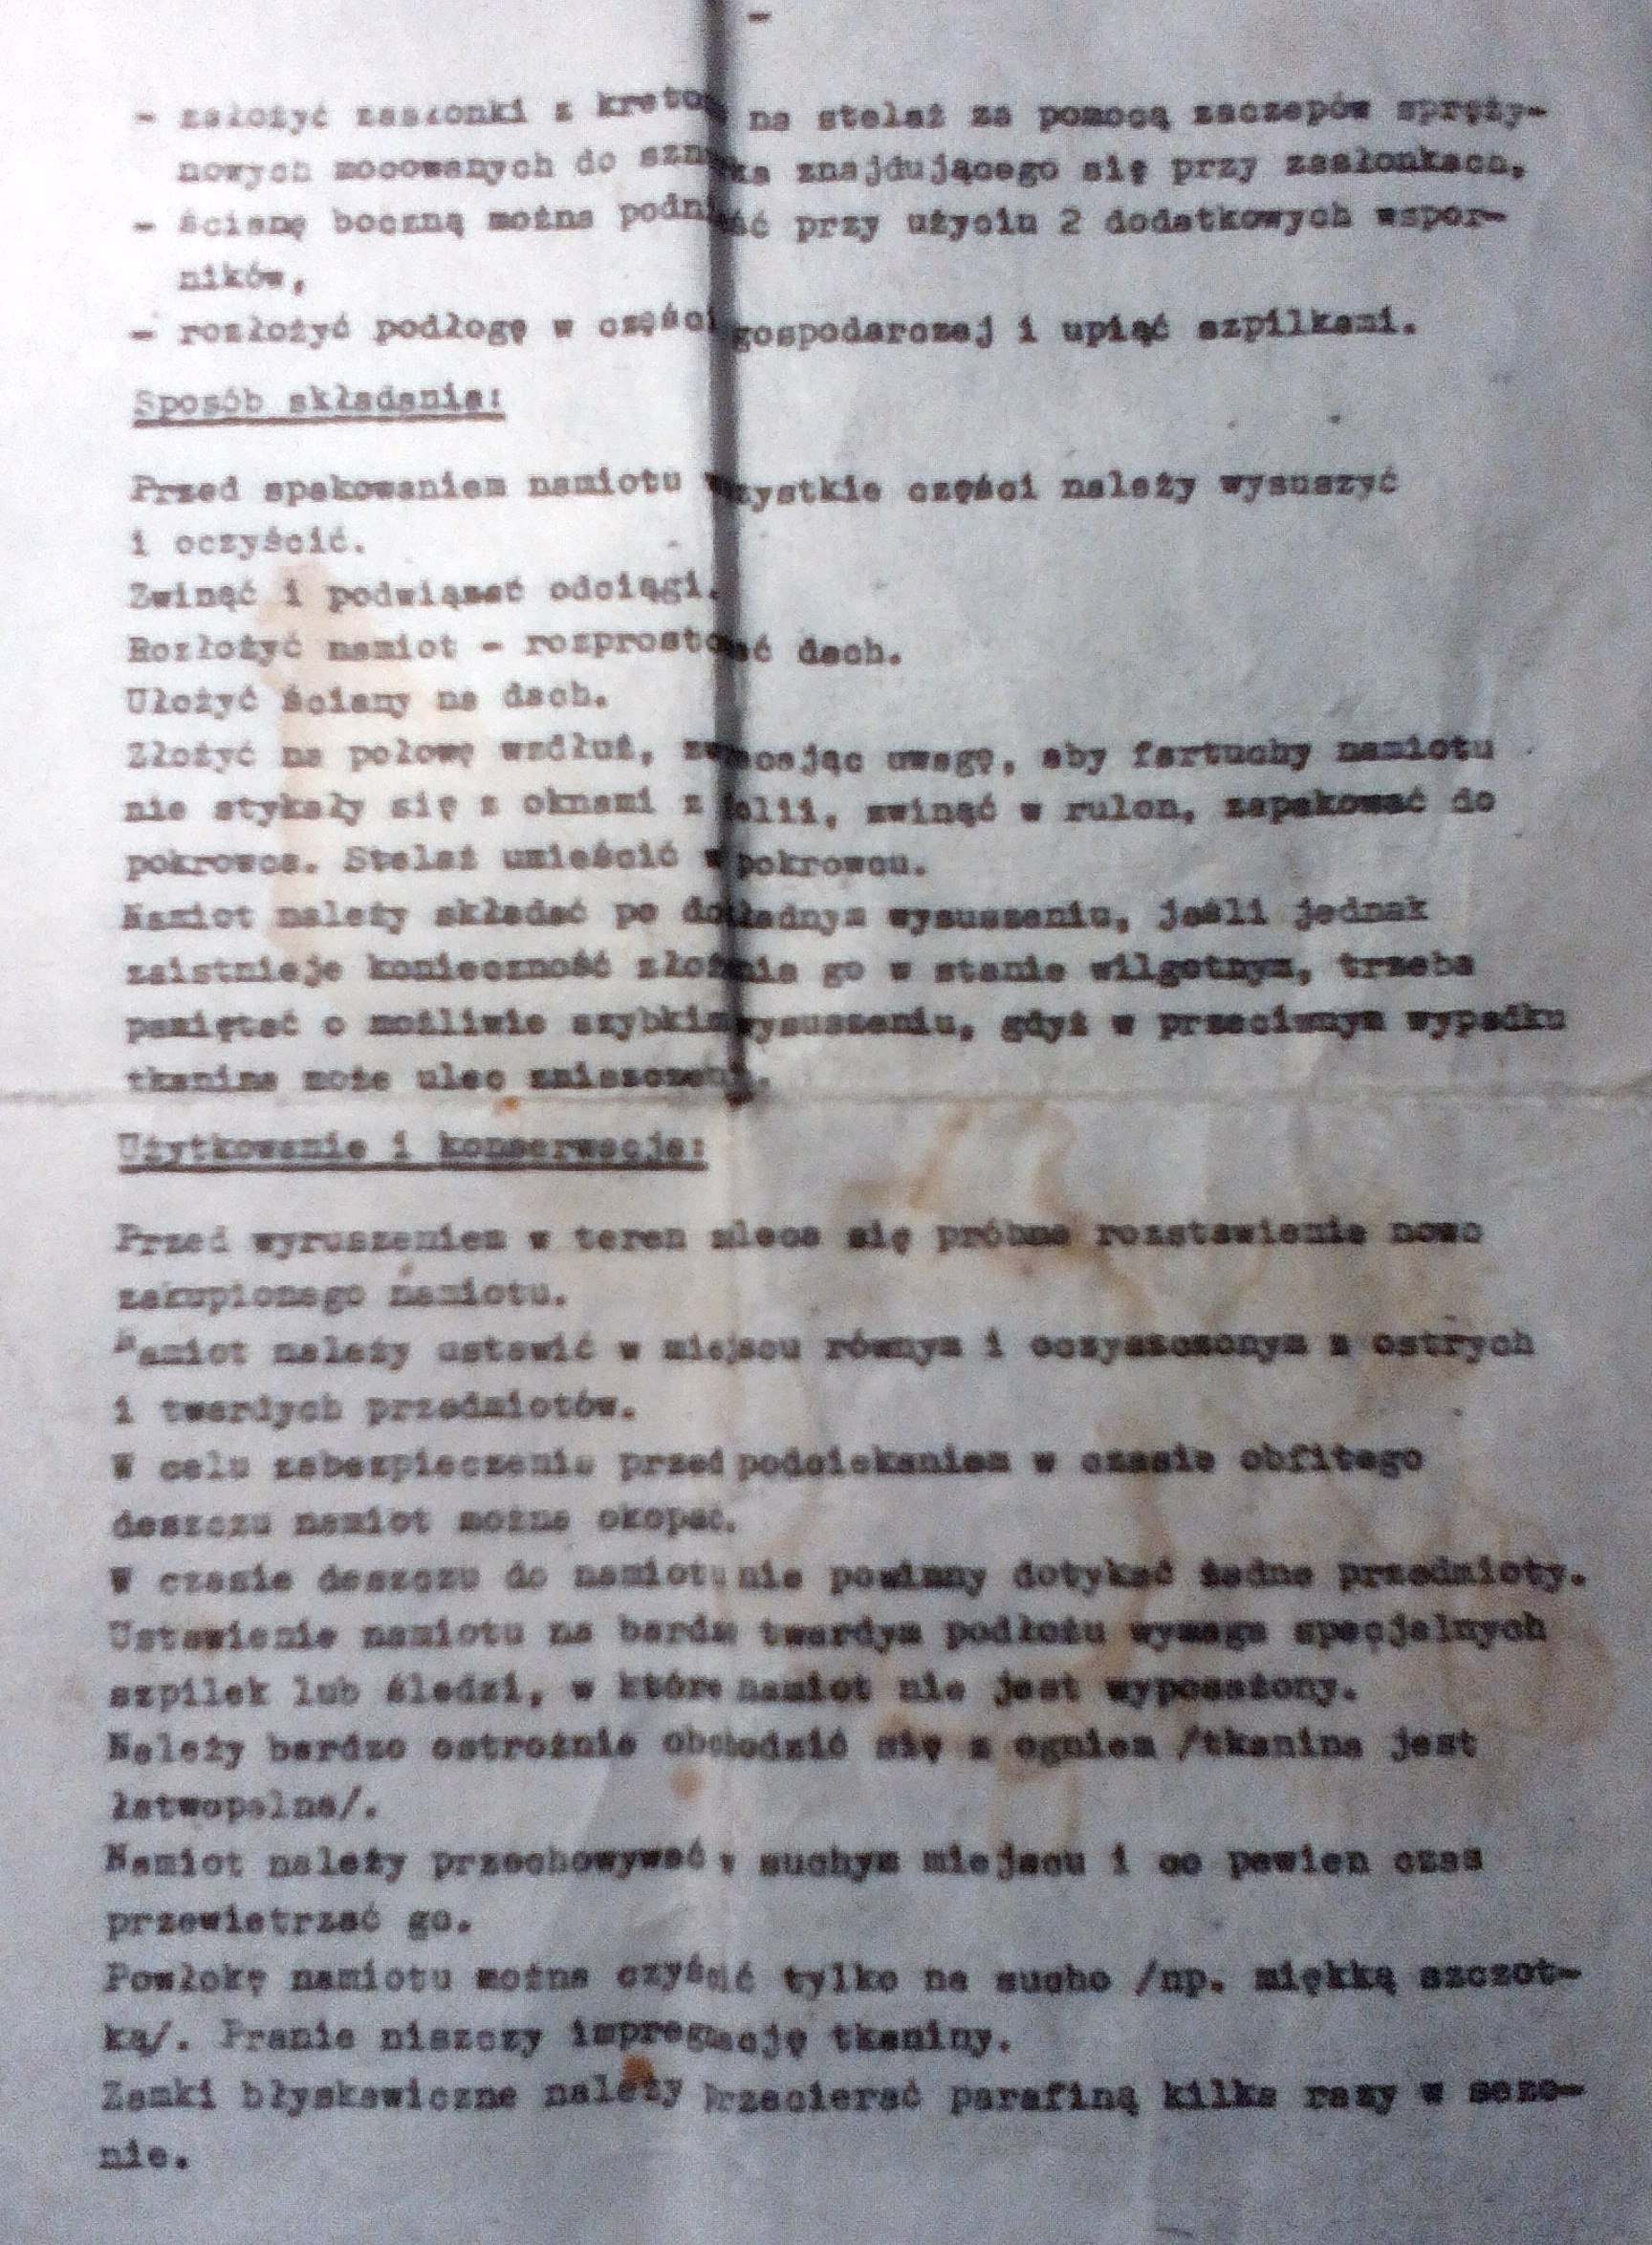 - założyć zasłonki z kreto na stelaż za pomocą zaczepów spręży-
nowych mocowanych do sznurka znajdującego się przy zasłonkach,
- ścianę boczną można podnieść przy użyciu 2 dodatkowych wspor-
ników,
- rozłożyć podłogę w części gospodarczej i upiąć szpilkami.
Sposób składania:
Przed spakowaniem namiotu wszystkie części należy wysuszyć
i oczyścić.
Zwinąć i podwiązać odciągi.
Rozłożyć namiot - rozprostować dach.
Ułożyć ściany na dach.
Złożyć na połowę wzdłuż, zwracając uwagę, aby fartuchy namiotu
nie stykały się z oknami z folii, zwinąć w rulon, zapakować do
pokrowca. Stelaż umieścić w pokrowcu.
Namiot należy składać po dokładnym wysuszeniu, jeśli jednak
zaistnieje konieczność złożenia go w stanie wilgotnym, trzeba
pamiętać o możliwie szybkim wysuszeniu, gdyż w przeciwnym wypadku
tkanina może ulec zniszczeniu.
Użytkowanie i konserwacja:
Przed wyruszeniem w teren zleca się próbne rozstawienie nowo
zakupionego namiotu.
Namiot należy ustawić w miejscu równym i oczyszczonym z ostrych
i twardych przedmiotów.
W celu zabezpieczenia przed podciekaniem w czasie obfitego
deszczu namiot można okopać.
W czasie deszczu do namiotu nie powinny dotykać żadne przedmioty.
Ustawienie namiotu na bardzo twardym podłożu wymaga specjalnych
szpilek lub śledzi, w które namiot nie jest wyposażony.
Należy bardzo ostrożnie obchodzić się z ogniem /tkanina jest
łatwopalna/.
Namiot należy przechowywać w suchym miejscu i co pewien czas
przewietrzać go.
Powłokę namiotu można czyścić tylko na sucho /np. miękką szczot-
ką/. Pranie niszczy impregnację tkaniny.
Zamki błyskawiczne należy przecierać parafiną kilka razy w sezo-
nie.